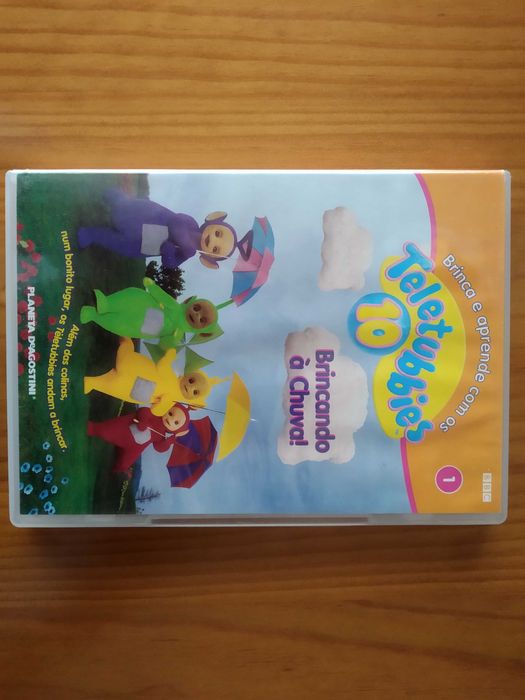 BBC
Brinca e aprende com os
Teletubbies
10
1
Brincando
à Chuva!
Além das colinas,
num bonito lugar, os Teletubbies andam a brincar.
PLANETA DEAGOSTINI